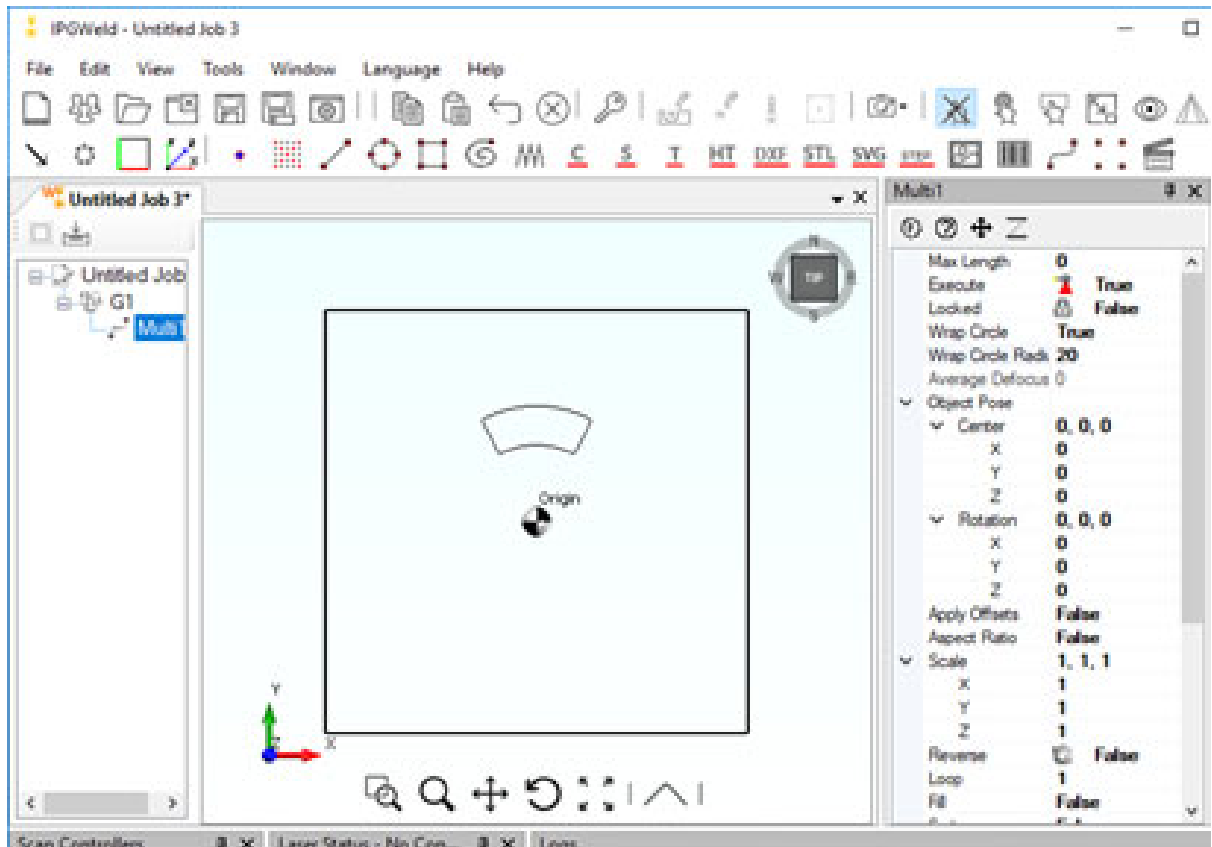 IPGWeld - Untitled Job 3
File Edit View Tools Window Language Help
C S T HT DXF STL SVG STEP
Untitled Job 3*
Untitled Job
G1
Multi1
N
W TOP E
S
Origin
Y
Z X
Multi1
Max Length 0
Execute True
Locked False
Wrap Circle True
Wrap Circle Radi 20
Average Defocus 0
Object Pose
Center 0, 0, 0
X 0
Y 0
Z 0
Rotation 0, 0, 0
X 0
Y 0
Z 0
Apply Offsets False
Aspect Ratio False
Scale 1, 1, 1
X 1
Y 1
Z 1
Reverse False
Loop 1
Fill False
Scan Controllers
Laser Status - No Con...
Logs